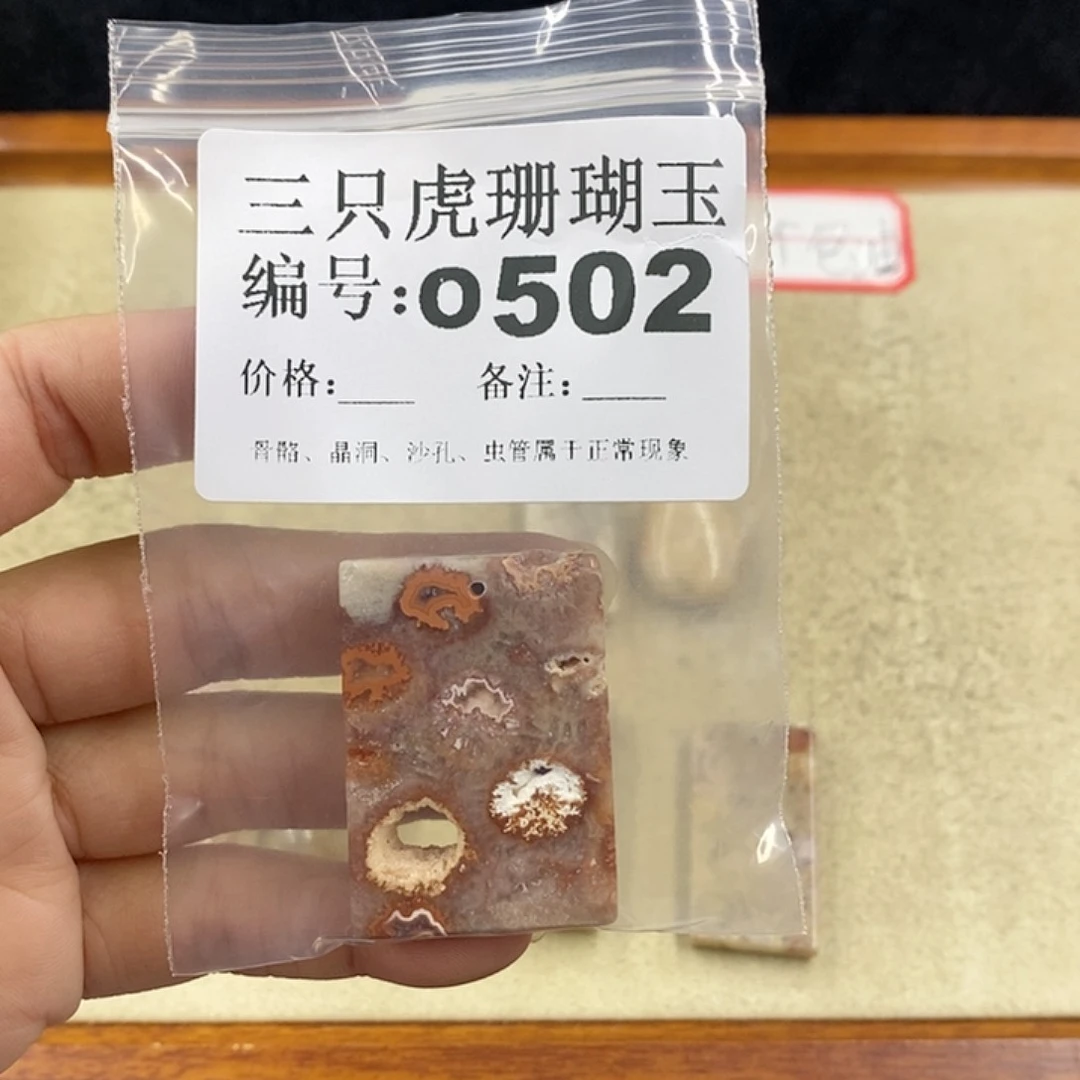 三只虎珊瑚玉
编号:o502
价格:___ 备注:____
骨骼、晶洞、沙孔、虫管属于正常现象